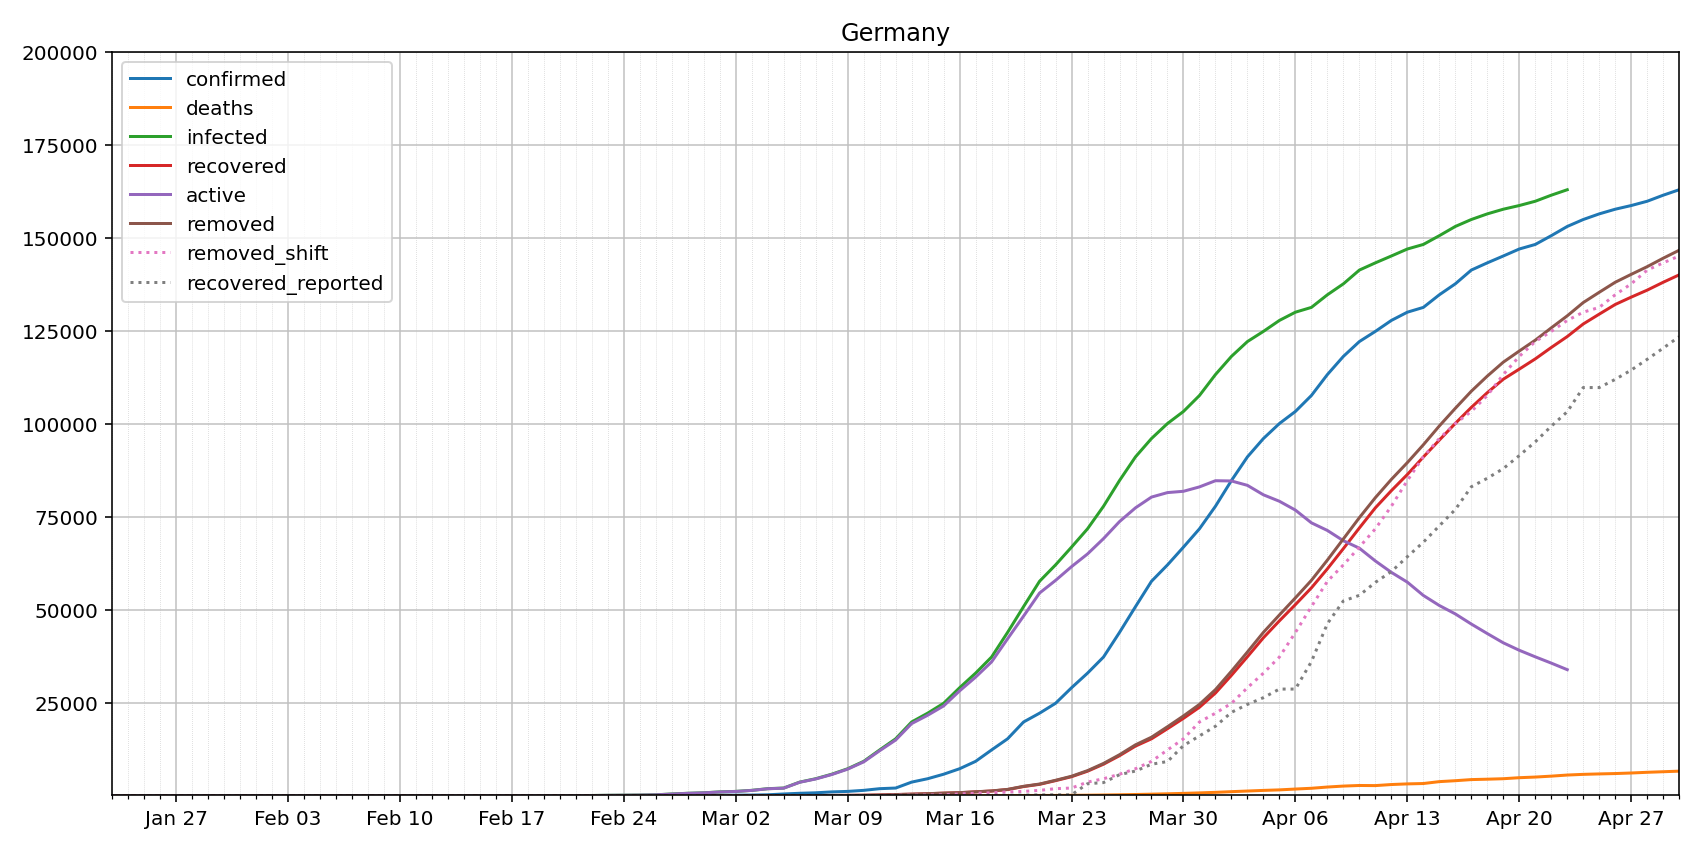 Germany
200000
175000
150000
125000
100000
75000
50000
25000
confirmed
deaths
infected
recovered
active
removed
removed_shift
recovered_reported
Jan 27 Feb 03 Feb 10 Feb 17 Feb 24 Mar 02 Mar 09 Mar 16 Mar 23 Mar 30 Apr 06 Apr 13 Apr 20 Apr 27